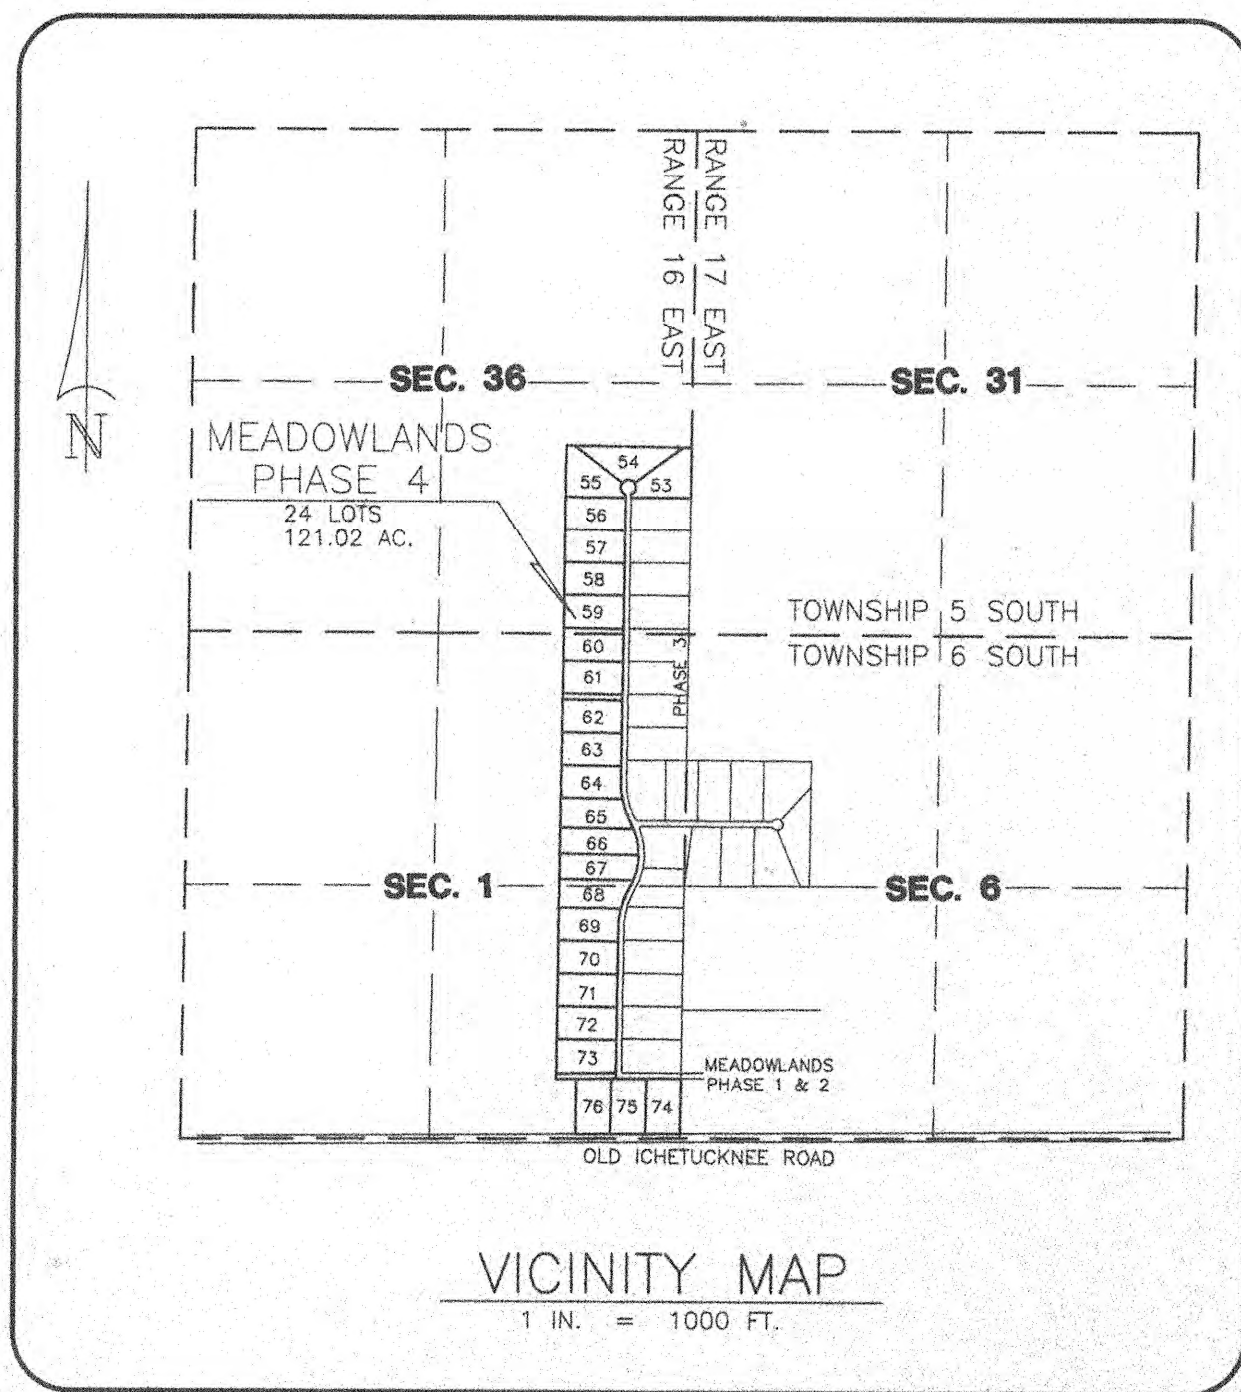 RANGE 16 EAST
RANGE 17 EAST
SEC. 36
SEC. 31
N
MEADOWLANDS
PHASE 4
24 LOTS
121.02 AC.
54
55
53
56
57
58
59
TOWNSHIP 5 SOUTH
60
TOWNSHIP 6 SOUTH
61
PHASE 3
62
63
64
65
66
67
SEC. 1
68
SEC. 6
69
70
71
72
73
MEADOWLANDS
PHASE 1 & 2
76
75
74
OLD ICHETUCKNEE ROAD
VICINITY MAP
1 IN. = 1000 FT.